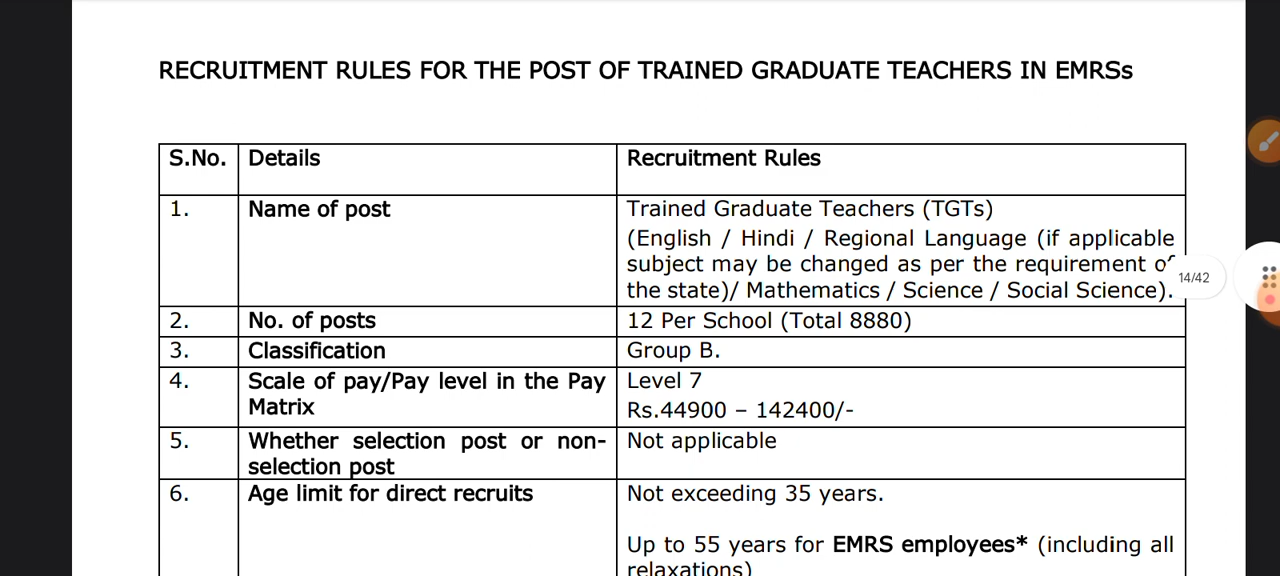 RECRUITMENT RULES FOR THE POST OF TRAINED GRADUATE TEACHERS IN EMRSs
S.No. Details Recruitment Rules
1. Name of post Trained Graduate Teachers (TGTs)
(English / Hindi / Regional Language (if applicable
subject may be changed as per the requirement of
the state)/ Mathematics / Science / Social Science).
14/42
2. No. of posts 12 Per School (Total 8880)
3. Classification Group B.
4. Scale of pay/Pay level in the Pay Level 7
Matrix Rs.44900 – 142400/-
5. Whether selection post or non- Not applicable
selection post
6. Age limit for direct recruits Not exceeding 35 years.
Up to 55 years for EMRS employees* (including all
relaxations)